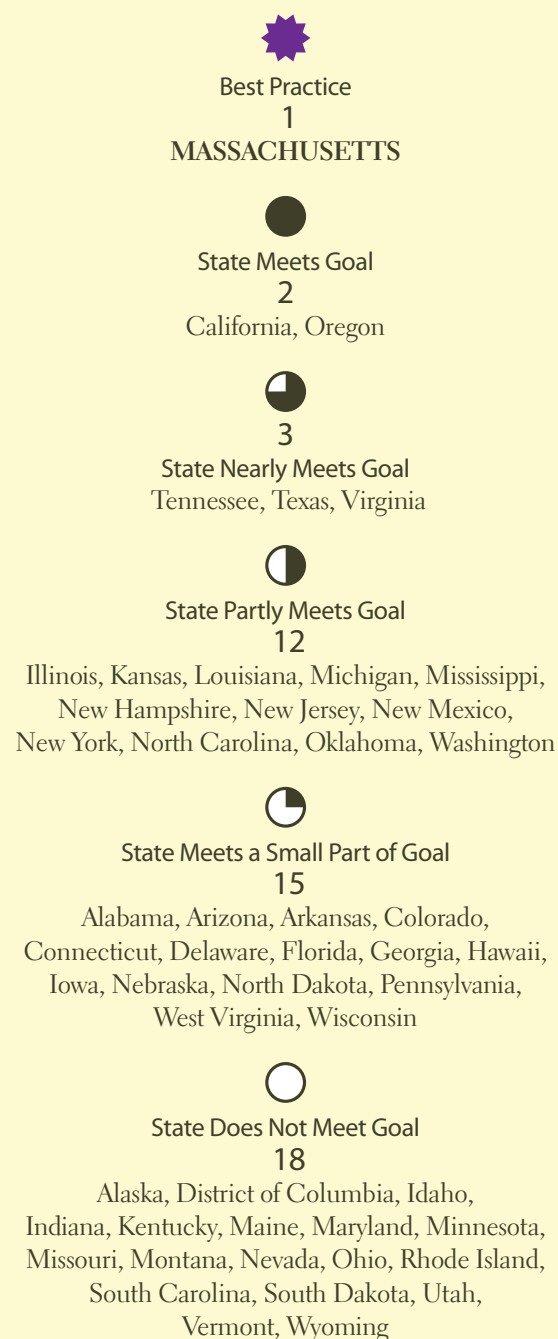 Best Practice
1
MASSACHUSETTS
State Meets Goal
2
California, Oregon
3
State Nearly Meets Goal
Tennessee, Texas, Virginia
State Partly Meets Goal
12
Illinois, Kansas, Louisiana, Michigan, Mississippi,
New Hampshire, New Jersey, New Mexico,
New York, North Carolina, Oklahoma, Washington
State Meets a Small Part of Goal
15
Alabama, Arizona, Arkansas, Colorado,
Connecticut, Delaware, Florida, Georgia, Hawaii,
Iowa, Nebraska, North Dakota, Pennsylvania,
West Virginia, Wisconsin
State Does Not Meet Goal
18
Alaska, District of Columbia, Idaho,
Indiana, Kentucky, Maine, Maryland, Minnesota,
Missouri, Montana, Nevada, Ohio, Rhode Island,
South Carolina, South Dakota, Utah,
Vermont, Wyoming